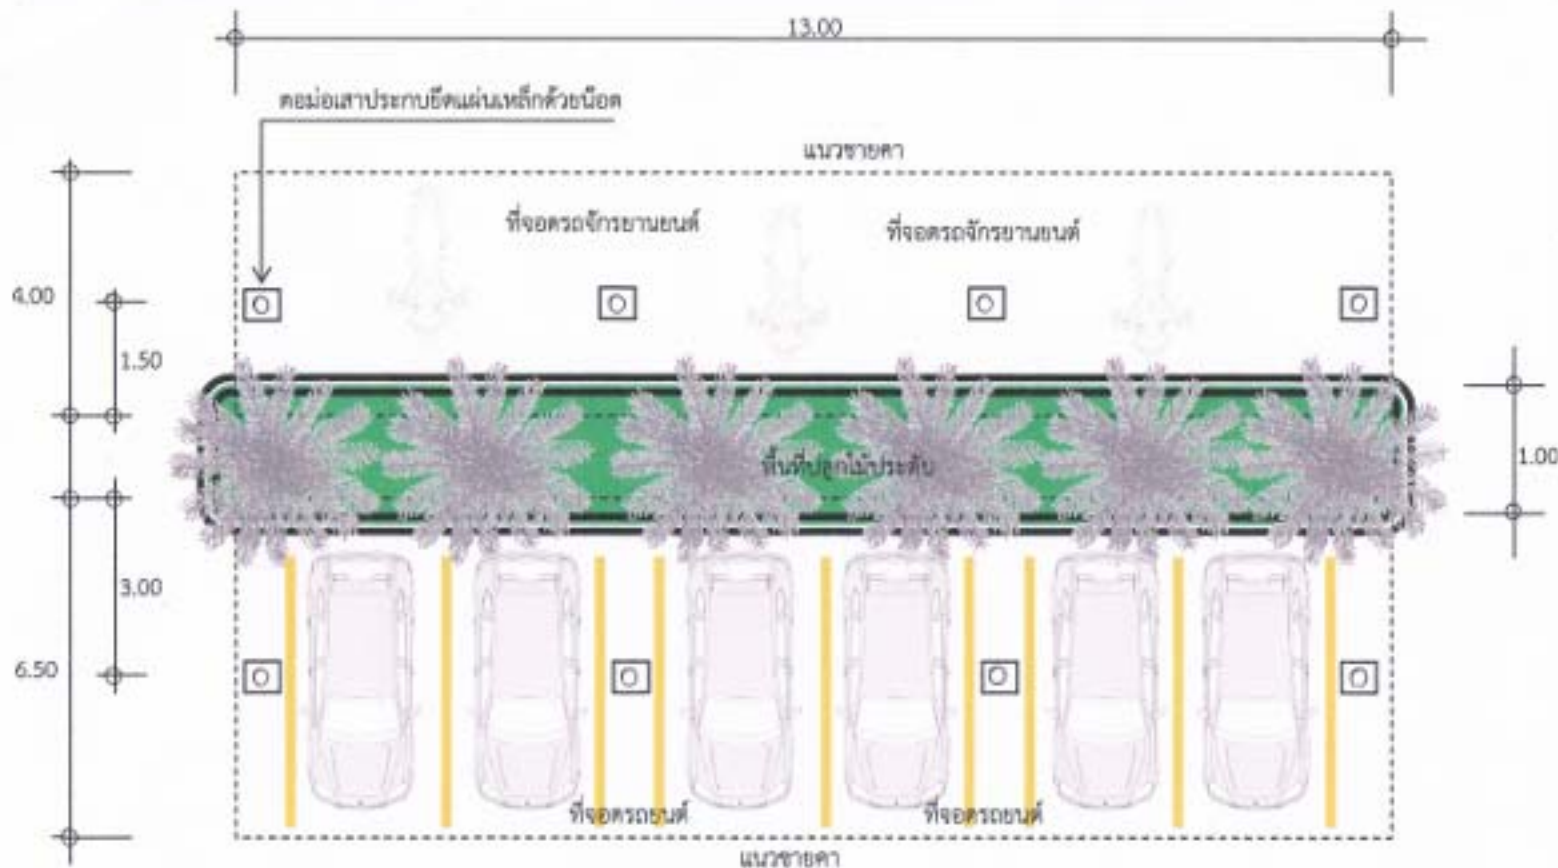 13.00
ตอม่อเสาประกบยึดแผ่นเหล็กด้วยน๊อต
แนวชายคา
ที่จอดรถจักรยานยนต์
ที่จอดรถจักรยานยนต์
4.00
1.50
พื้นที่ปลูกไม้ประดับ
1.00
3.00
6.50
ที่จอดรถยนต์
ที่จอดรถยนต์
แนวชายคา